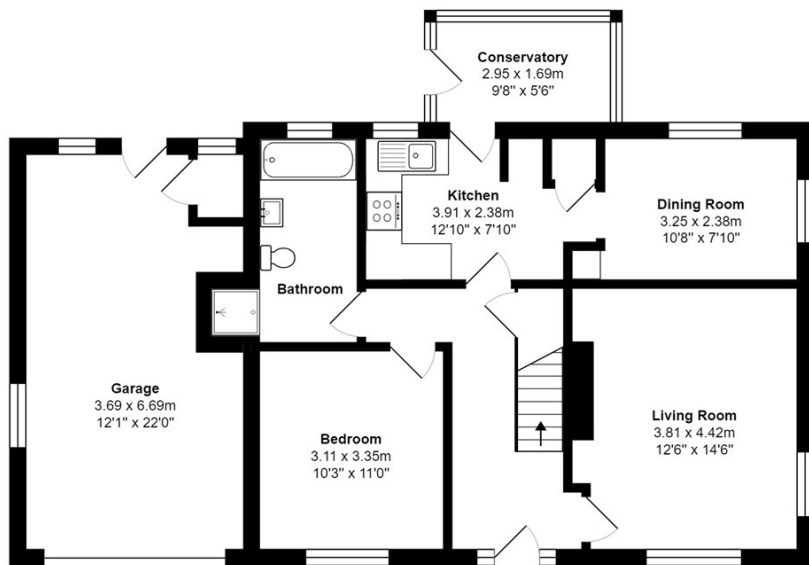 Conservatory
2.95 x 1.69m
9'8" x 5'6"
Kitchen
3.91 x 2.38m
12'10" x 7'10"
Dining Room
3.25 x 2.38m
10'8" x 7'10"
Bathroom
Garage
3.69 x 6.69m
12'1" x 22'0"
Bedroom
3.11 x 3.35m
10'3" x 11'0"
Living Room
3.81 x 4.42m
12'6" x 14'6"